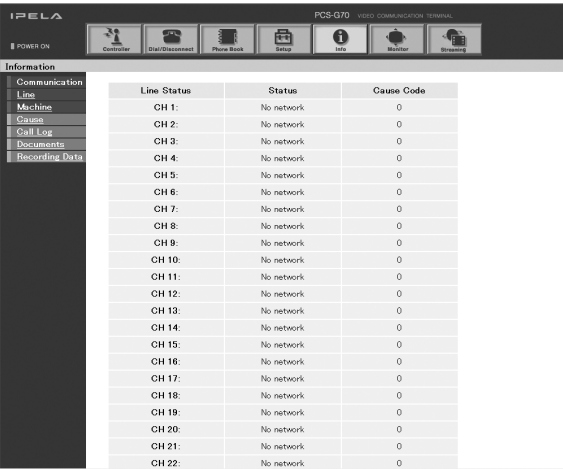 IPELA
PCS-G70 VIDEO COMMUNICATION TERMINAL
POWER ON
Controller Dial/Disconnect Phone Book Setup Info Monitor Streaming
Information
Communication
Line
Machine
Cause
Call Log
Documents
Recording Data
Line Status Status Cause Code
CH 1: No network 0
CH 2: No network 0
CH 3: No network 0
CH 4: No network 0
CH 5: No network 0
CH 6: No network 0
CH 7: No network 0
CH 8: No network 0
CH 9: No network 0
CH 10: No network 0
CH 11: No network 0
CH 12: No network 0
CH 13: No network 0
CH 14: No network 0
CH 15: No network 0
CH 16: No network 0
CH 17: No network 0
CH 18: No network 0
CH 19: No network 0
CH 20: No network 0
CH 21: No network 0
CH 22: No network 0